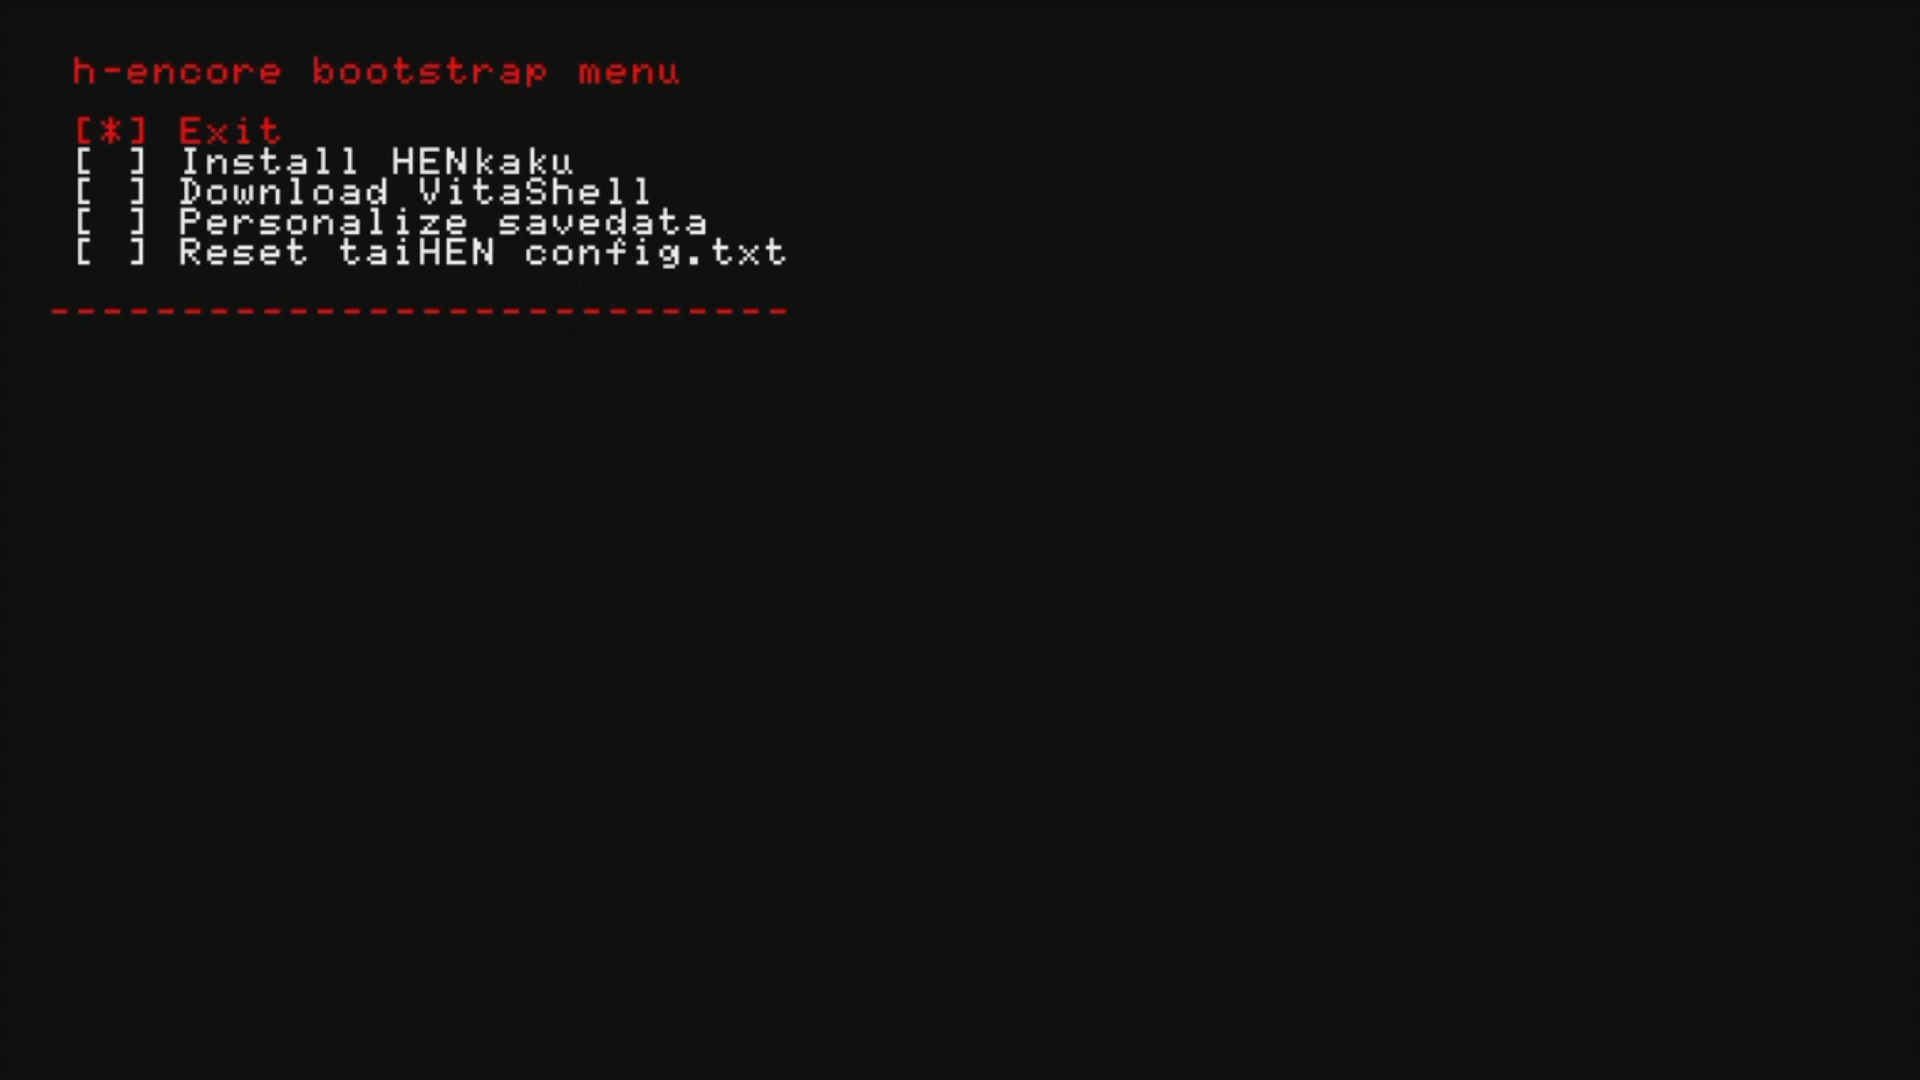 h-encore bootstrap menu
[*] Exit
[ ] Install HENkaku
[ ] Download VitaShell
[ ] Personalize savedata
[ ] Reset taiHEN config.txt
----------------------------